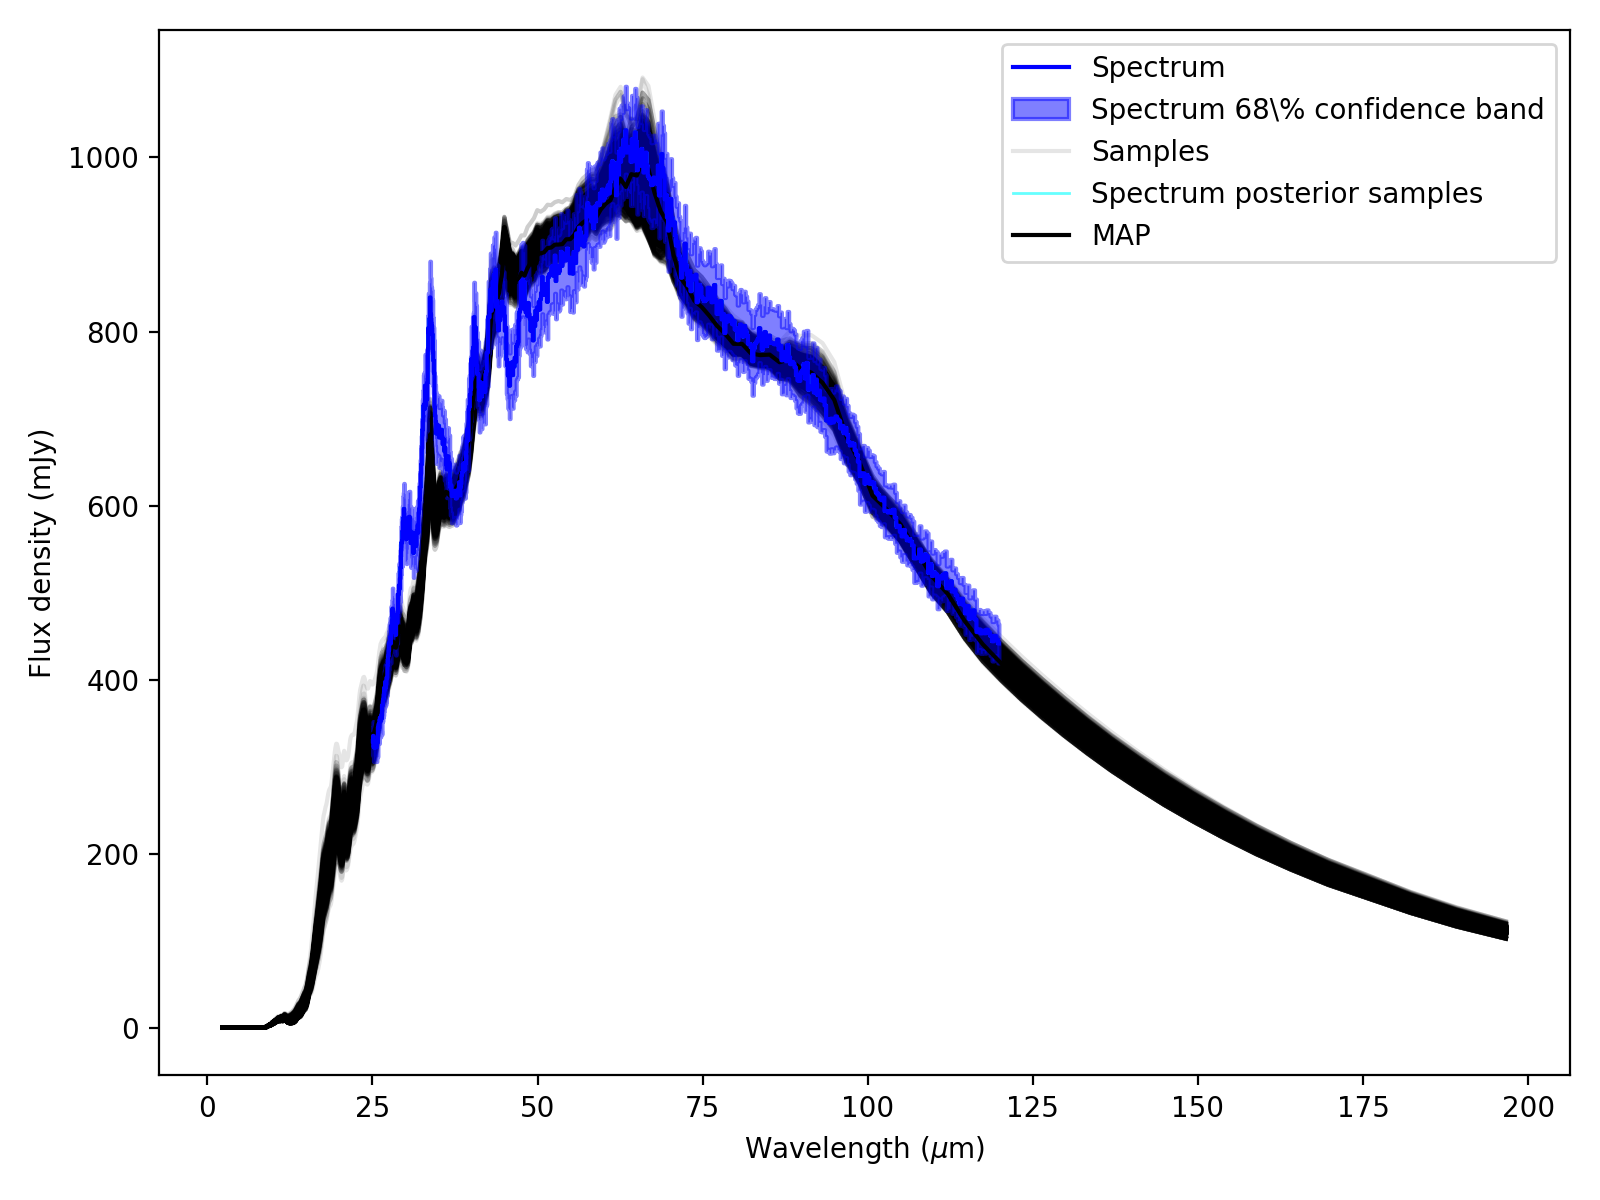 Spectrum
Spectrum 68\% confidence band
Samples
Spectrum posterior samples
MAP
Flux density (mJy)
1000
800
600
400
200
0
0 25 50 75 100 125 150 175 200
Wavelength (μm)